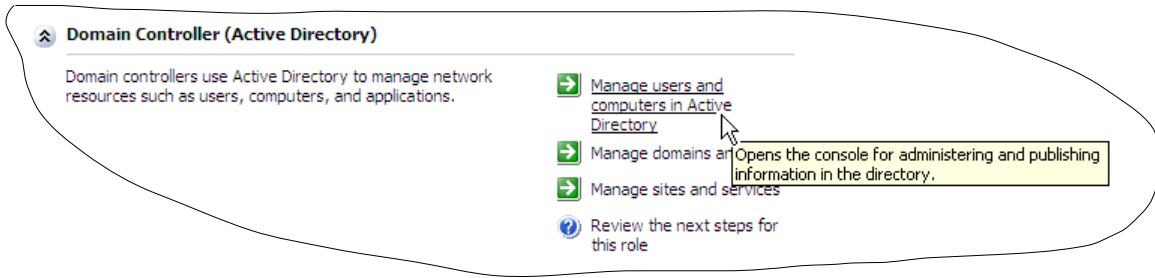 Domain Controller (Active Directory)
Domain controllers use Active Directory to manage network
resources such as users, computers, and applications.
Manage users and
computers in Active
Directory
Manage domains
Opens the console for administering and publishing
information in the directory.
Manage sites and services
Review the next steps for
this role